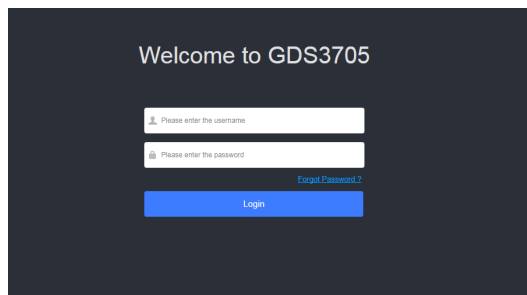 Welcome to GDS3705
Please enter the username
Please enter the password
Forgot Password ?
Login